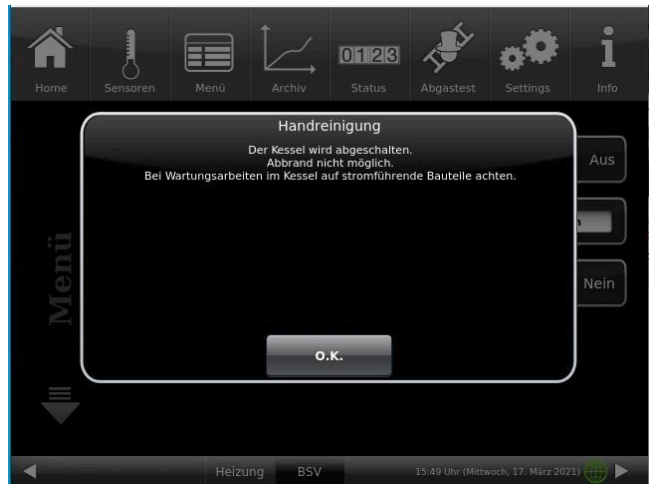 Home
Sensoren
Menü
Archiv
0123
Status
Abgastest
Settings
i
Info
Handreinigung
Der Kessel wird abgeschalten.
Abbrand nicht möglich.
Bei Wartungsarbeiten im Kessel auf stromführende Bauteile achten.
Aus
Menü
Nein
O.K.
Heizung
BSV
15:49 Uhr (Mittwoch, 17. März 2021)